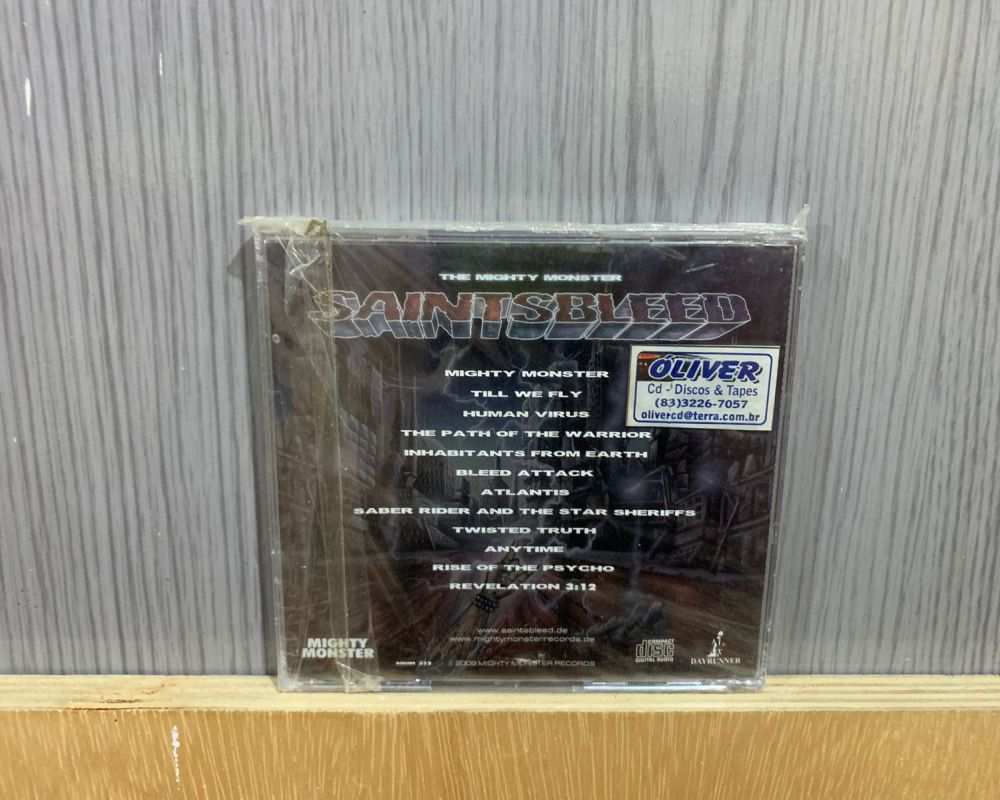 THE MIGHTY MONSTER
SAINTSBLEED
MIGHTY MONSTER
TILL WE FLY
HUMAN VIRUS
THE PATH OF THE WARRIOR
INHABITANTS FROM EARTH
BLEED ATTACK
ATLANTIS
SABER RIDER AND THE STAR SHERIFFS
TWISTED TRUTH
ANYTIME
RISE OF THE PSYCHO
REVELATION 3:12
ÓLIVER
Cd - Discos & Tapes
(83)3226-7057
olivercd@terra.com.br
www.saintsbleed.de
www.mightymonsterrecords.de
MIGHTY
MONSTER
© 2009 MIGHTY MONSTER RECORDS
COMPACT
disc
DIGITAL AUDIO
DAYRUNNER